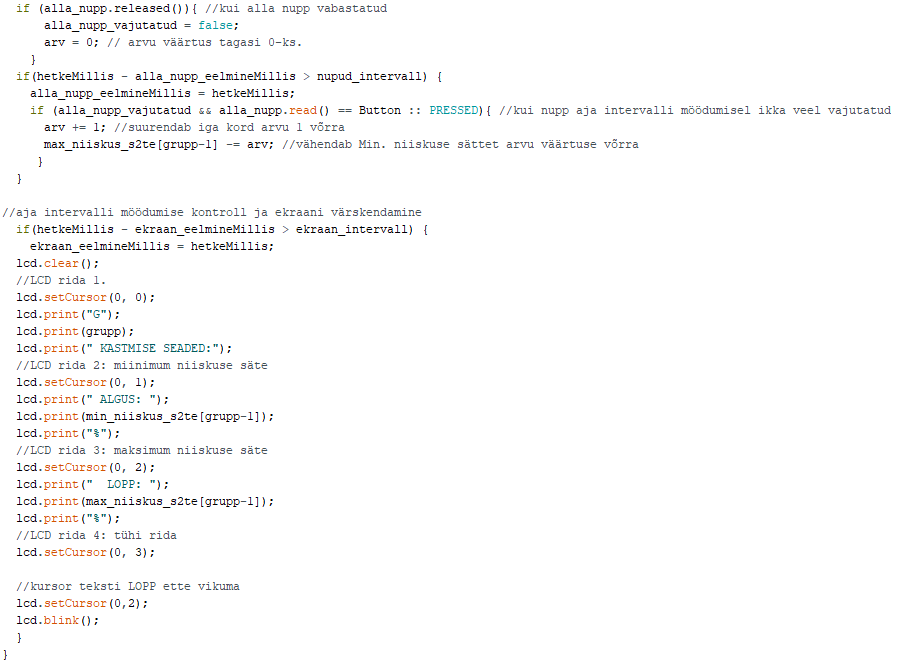 if (alla_nupp.released()){ //kui alla nupp vabastatud
alla_nupp_vajutatud = false;
arv = 0; // arvu väärtus tagasi 0-ks.
}
if(hetkeMillis - alla_nupp_eelmineMillis > nupud_intervall) {
alla_nupp_eelmineMillis = hetkeMillis;
if (alla_nupp_vajutatud && alla_nupp.read() == Button :: PRESSED){ //kui nupp aja intervalli möödumisel ikka veel vajutatud
arv += 1; //suurendab iga kord arvu 1 võrra
max_niiskus_s2te[grupp-1] -= arv; //vähendab Min. niiskuse sättet arvu väärtuse võrra
}
}
//aja intervalli möödumise kontroll ja ekraani värskendamine
if(hetkeMillis - ekraan_eelmineMillis > ekraan_intervall) {
ekraan_eelmineMillis = hetkeMillis;
lcd.clear();
//LCD rida 1.
lcd.setCursor(0, 0);
lcd.print("G");
lcd.print(grupp);
lcd.print(" KASTMISE SEADED:");
//LCD rida 2: miinimum niiskuse säte
lcd.setCursor(0, 1);
lcd.print(" ALGUS: ");
lcd.print(min_niiskus_s2te[grupp-1]);
lcd.print("%");
//LCD rida 3: maksimum niiskuse säte
lcd.setCursor(0, 2);
lcd.print("  LOPP: ");
lcd.print(max_niiskus_s2te[grupp-1]);
lcd.print("%");
//LCD rida 4: tühi rida
lcd.setCursor(0, 3);
//kursor teksti LOPP ette vikuma
lcd.setCursor(0,2);
lcd.blink();
}
}